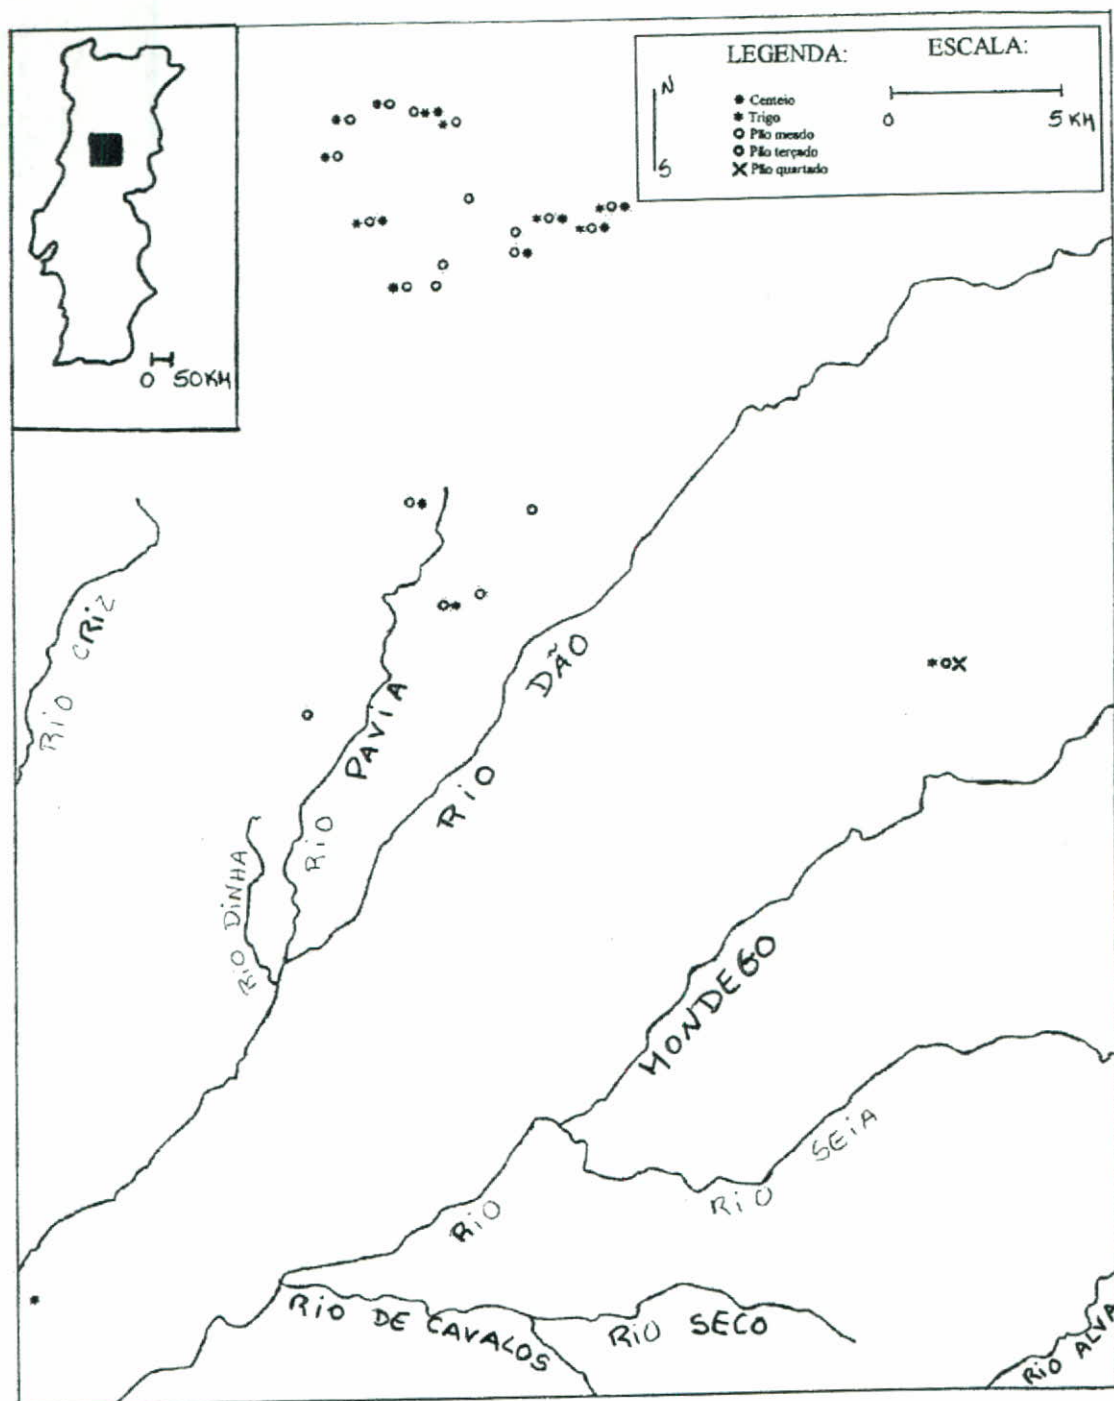 LEGENDA:
ESCALA:
N
S
Centeio
Trigo
Pão meado
Pão terçado
Pão quartado
0 5 KM
0 50KM
RIO CRIZ
RIO PAVIA
RIO DÃO
RIO DINHA
RIO MONDEGO
RIO SEIA
RIO DE CAVALOS
RIO SECO
RIO ALVA